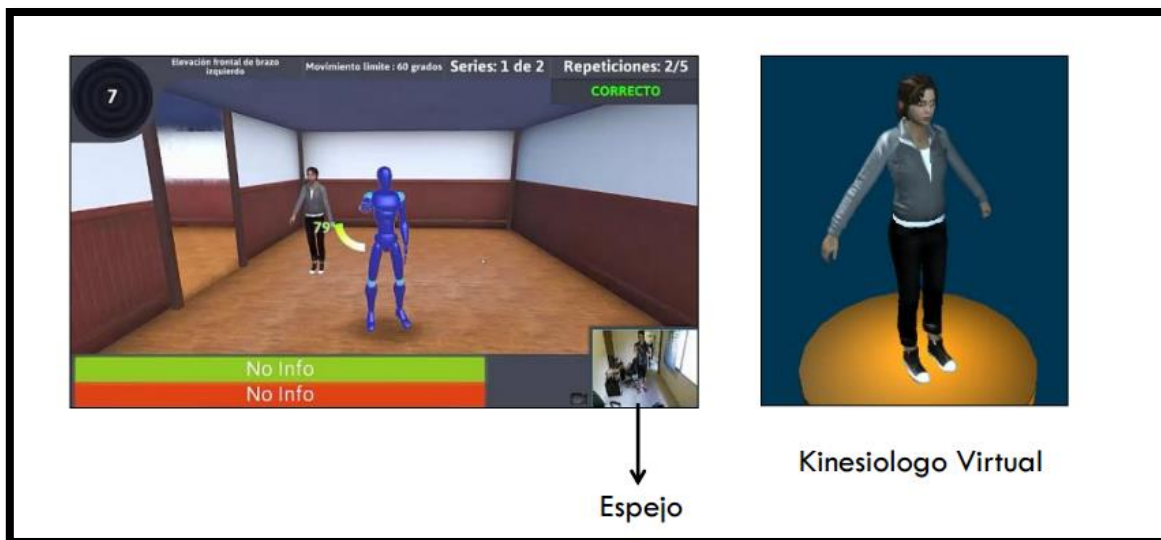 7
Elevación frontal de brazo
izquierdo
Movimiento limite : 60 grados
Series: 1 de 2
Repeticiones: 2/5
CORRECTO
79°
No Info
No Info
Espejo
Kinesiologo Virtual